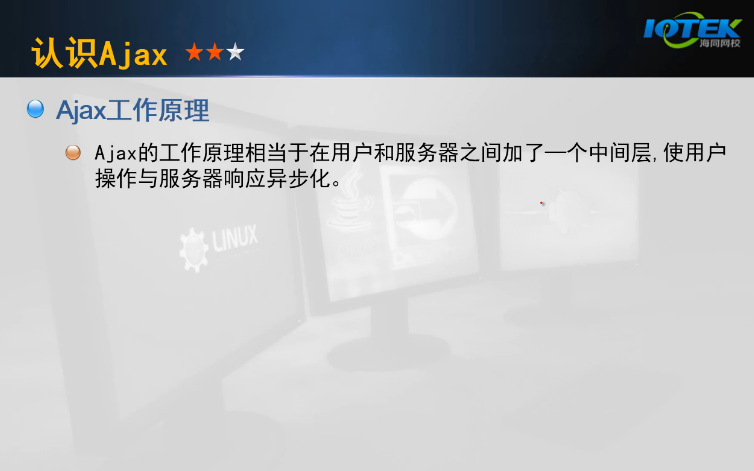 认识Ajax
IOTEK
海同网校
Ajax工作原理
Ajax的工作原理相当于在用户和服务器之间加了一个中间层,使用户
操作与服务器响应异步化。
LINUX
Java